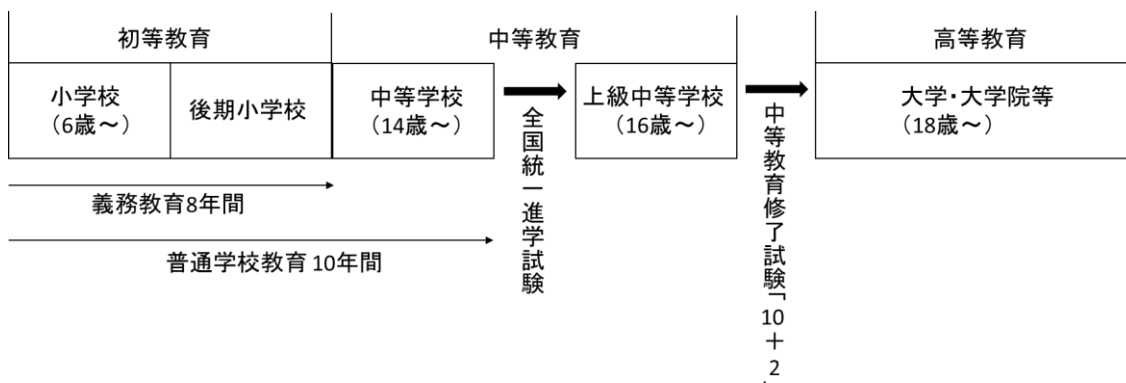 初等教育
中等教育
高等教育
小学校
(6歳～)
後期小学校
中等学校
(14歳～)
上級中等学校
(16歳～)
大学・大学院等
(18歳～)
全国統一進学試験
中等教育修了試験「10＋2
義務教育8年間
普通学校教育10年間